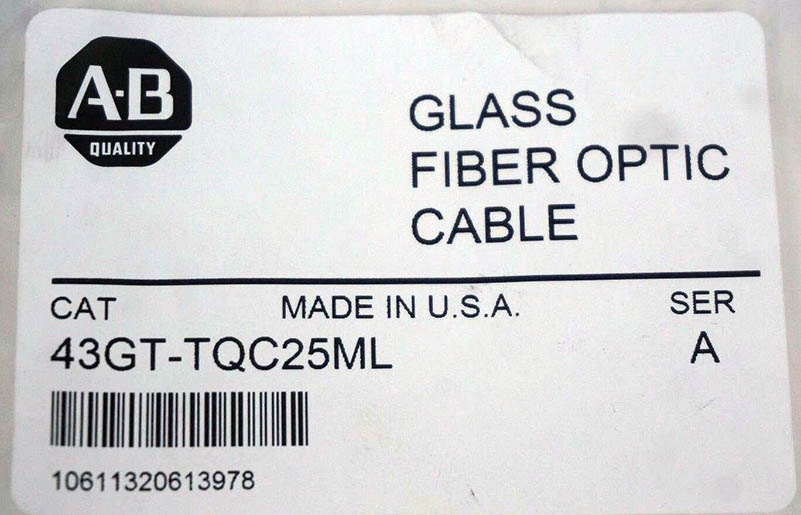 A·B
QUALITY
GLASS
FIBER OPTIC
CABLE
CAT MADE IN U.S.A. SER
43GT-TQC25ML A
10611320613978